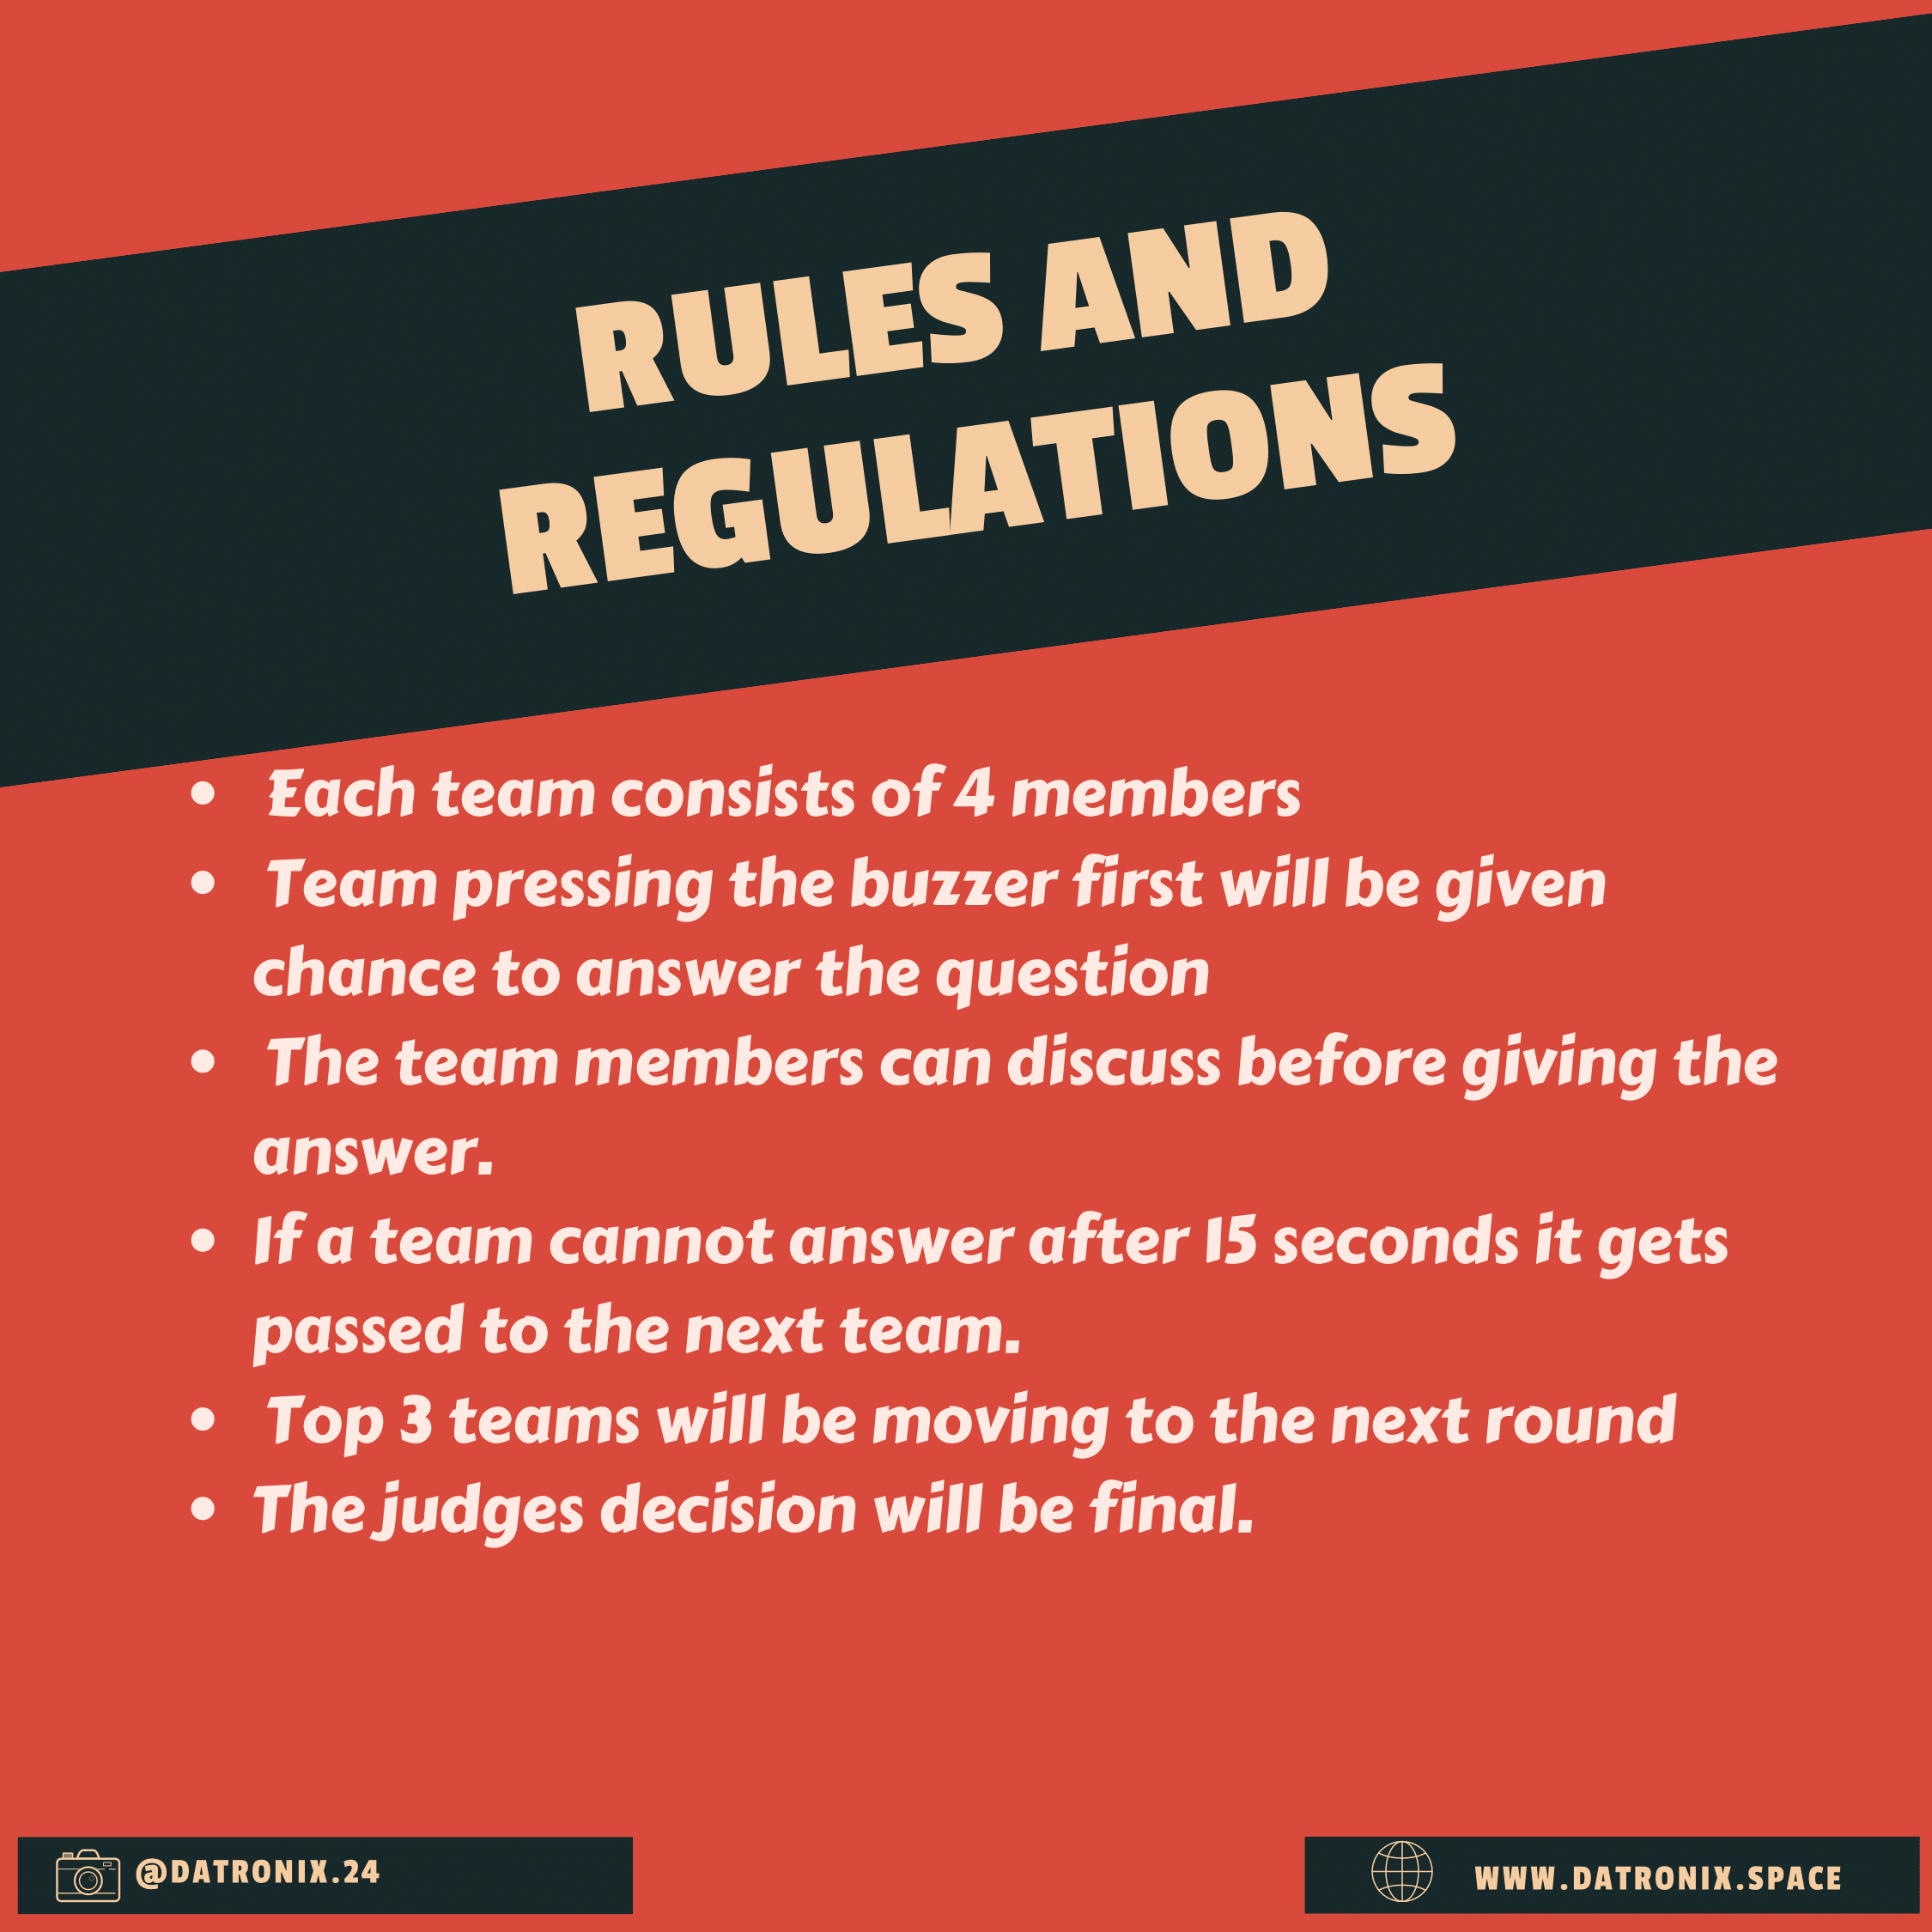 RULES AND
REGULATIONS
• Each team consists of 4 members
• Team pressing the buzzer first will be given
chance to answer the question
• The team members can discuss before giving the
answer.
• If a team cannot answer after 15 seconds it gets
passed to the next team.
• Top 3 teams will be moving to the next round
• The judges decision will be final.
@DATRONIX.24
WWW.DATRONIX.SPACE